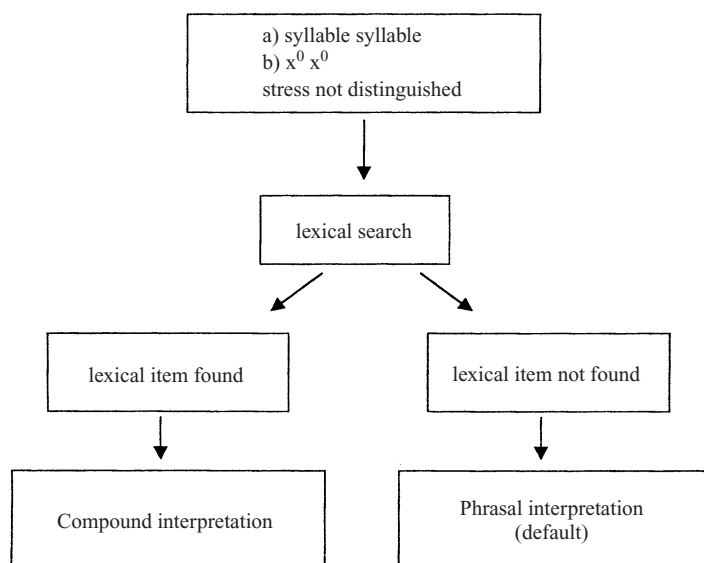 a) syllable syllable
b) x⁰ x⁰
stress not distinguished
lexical search
lexical item found
lexical item not found
Compound interpretation
Phrasal interpretation
(default)